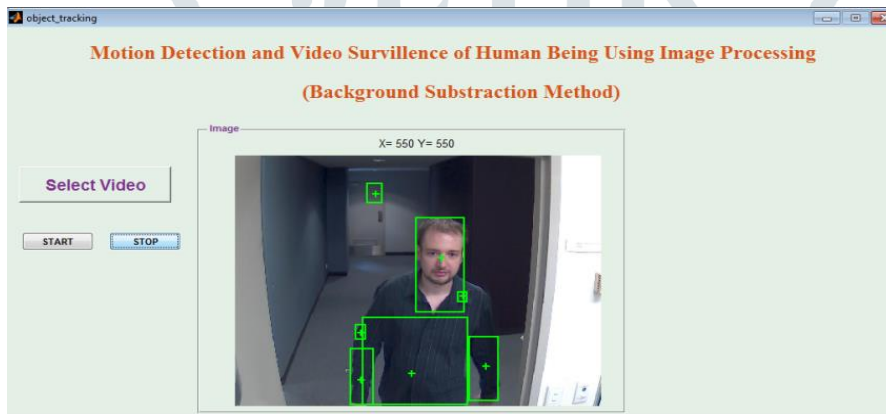 object_tracking
Motion Detection and Video Survillence of Human Being Using Image Processing
(Background Substraction Method)
Image
X= 550 Y= 550
Select Video
START
STOP